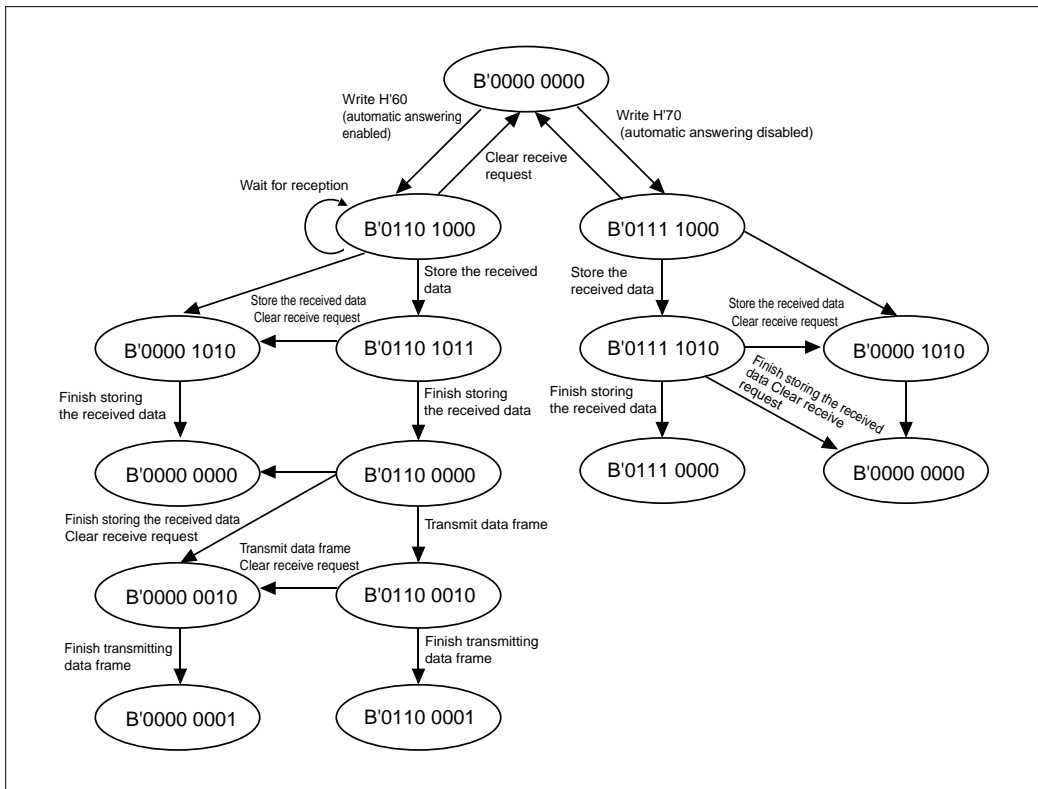 B'0000 0000
Write H'60
(automatic answering
enabled)
Write H'70
(automatic answering disabled)
Clear receive
request
Wait for reception
B'0110 1000
B'0111 1000
Store the received
data
Store the
received data
Store the received data
Clear receive request
Store the received data
Clear receive request
B'0000 1010
B'0110 1011
B'0111 1010
B'0000 1010
Finish storing
the received data
Finish storing
the received data
Finish storing
the received data
Finish storing the received
data Clear receive
request
B'0000 0000
B'0110 0000
B'0111 0000
B'0000 0000
Finish storing the received data
Clear receive request
Transmit data frame
Transmit data frame
Clear receive request
B'0000 0010
B'0110 0010
Finish transmitting
data frame
Finish transmitting
data frame
B'0000 0001
B'0110 0001